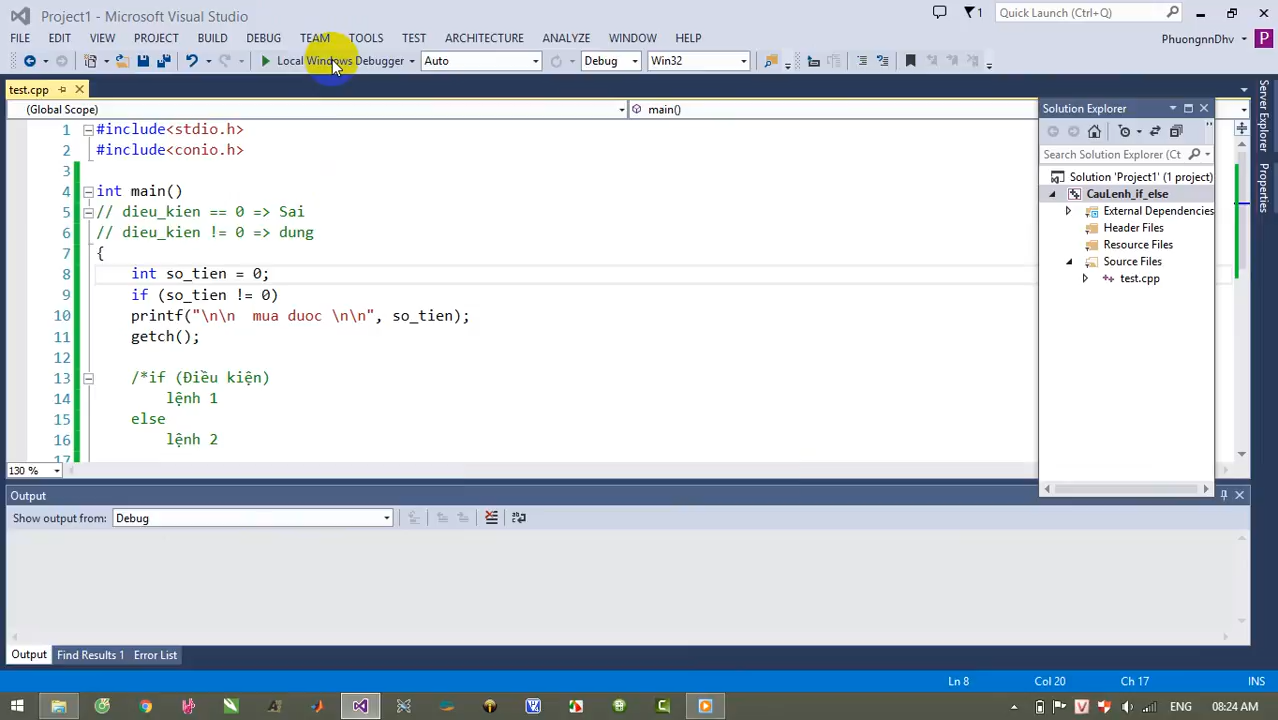 Project1 - Microsoft Visual Studio
1
Quick Launch (Ctrl+Q)
FILE EDIT VIEW PROJECT BUILD DEBUG TEAM TOOLS TEST ARCHITECTURE ANALYZE WINDOW HELP
PhuongnnDhv
P
Local Windows Debugger
Auto
Debug
Win32
test.cpp
(Global Scope)
main()
1 #include<stdio.h>
2 #include<conio.h>
3
4 int main()
5 // dieu_kien == 0 => Sai
6 // dieu_kien != 0 => dung
7 {
8 int so_tien = 0;
9 if (so_tien != 0)
10 printf("\n\n  mua duoc \n\n", so_tien);
11 getch();
12
13 /*if (Điều kiện)
14 lệnh 1
15 else
16 lệnh 2
17
130 %
Solution Explorer
Search Solution Explorer (Ct
Solution 'Project1' (1 project)
CauLenh_if_else
External Dependencies
Header Files
Resource Files
Source Files
test.cpp
Server Explorer
Properties
Output
Show output from: Debug
Output Find Results 1 Error List
Ln 8 Col 20 Ch 17 INS
ENG 08:24 AM